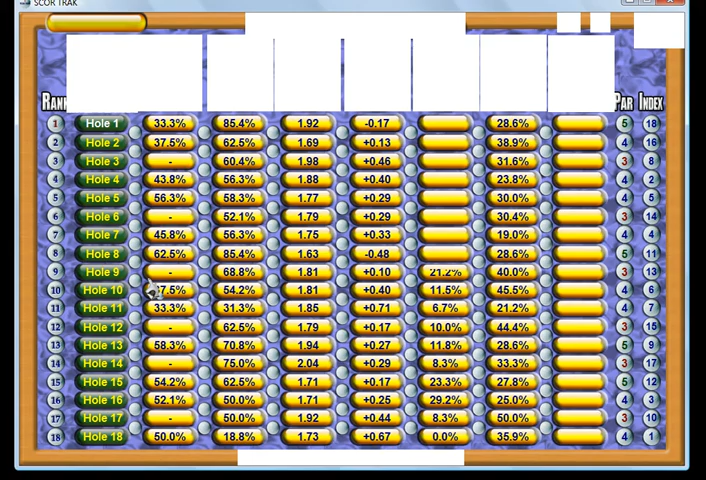 SCOR TRAK
RANK PAR INDEX
1 Hole 1 33.3% 85.4% 1.92 -0.17 28.6% 5 18
2 Hole 2 37.5% 62.5% 1.69 +0.13 38.9% 4 16
3 Hole 3 - 60.4% 1.98 +0.46 31.6% 3 8
4 Hole 4 43.8% 56.3% 1.88 +0.40 23.8% 4 2
5 Hole 5 56.3% 58.3% 1.77 +0.29 30.0% 4 5
6 Hole 6 - 52.1% 1.79 +0.29 30.4% 3 14
7 Hole 7 45.8% 56.3% 1.75 +0.33 19.0% 4 7
8 Hole 8 62.5% 85.4% 1.63 -0.48 28.6% 5 11
9 Hole 9 - 68.8% 1.81 +0.10 21.2% 40.0% 3 13
10 Hole 10 54.2% 1.81 +0.40 11.5% 45.5% 4 6
11 Hole 11 33.3% 31.3% 1.85 +0.71 6.7% 21.2% 4 7
12 Hole 12 - 62.5% 1.79 +0.17 10.0% 44.4% 3 15
13 Hole 13 58.3% 70.8% 1.94 +0.27 11.8% 28.6% 5 9
14 Hole 14 - 75.0% 2.04 +0.29 8.3% 33.3% 3 17
15 Hole 15 54.2% 62.5% 1.71 +0.17 23.3% 27.8% 5 12
16 Hole 16 52.1% 50.0% 1.71 +0.25 29.2% 25.0% 4 3
17 Hole 17 - 50.0% 1.92 +0.44 8.3% 50.0% 3 10
18 Hole 18 50.0% 18.8% 1.73 +0.67 0.0% 35.9% 4 1